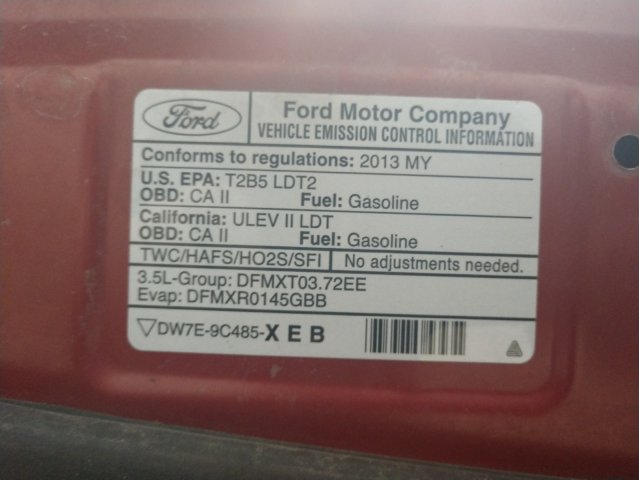 Ford
Ford Motor Company
VEHICLE EMISSION CONTROL INFORMATION
Conforms to regulations: 2013 MY
U.S. EPA: T2B5 LDT2
OBD: CA II Fuel: Gasoline
California: ULEV II LDT
OBD: CA II Fuel: Gasoline
TWC/HAFS/HO2S/SFI No adjustments needed.
3.5L-Group: DFMXT03.72EE
Evap: DFMXR0145GBB
DW7E-9C485-XEB